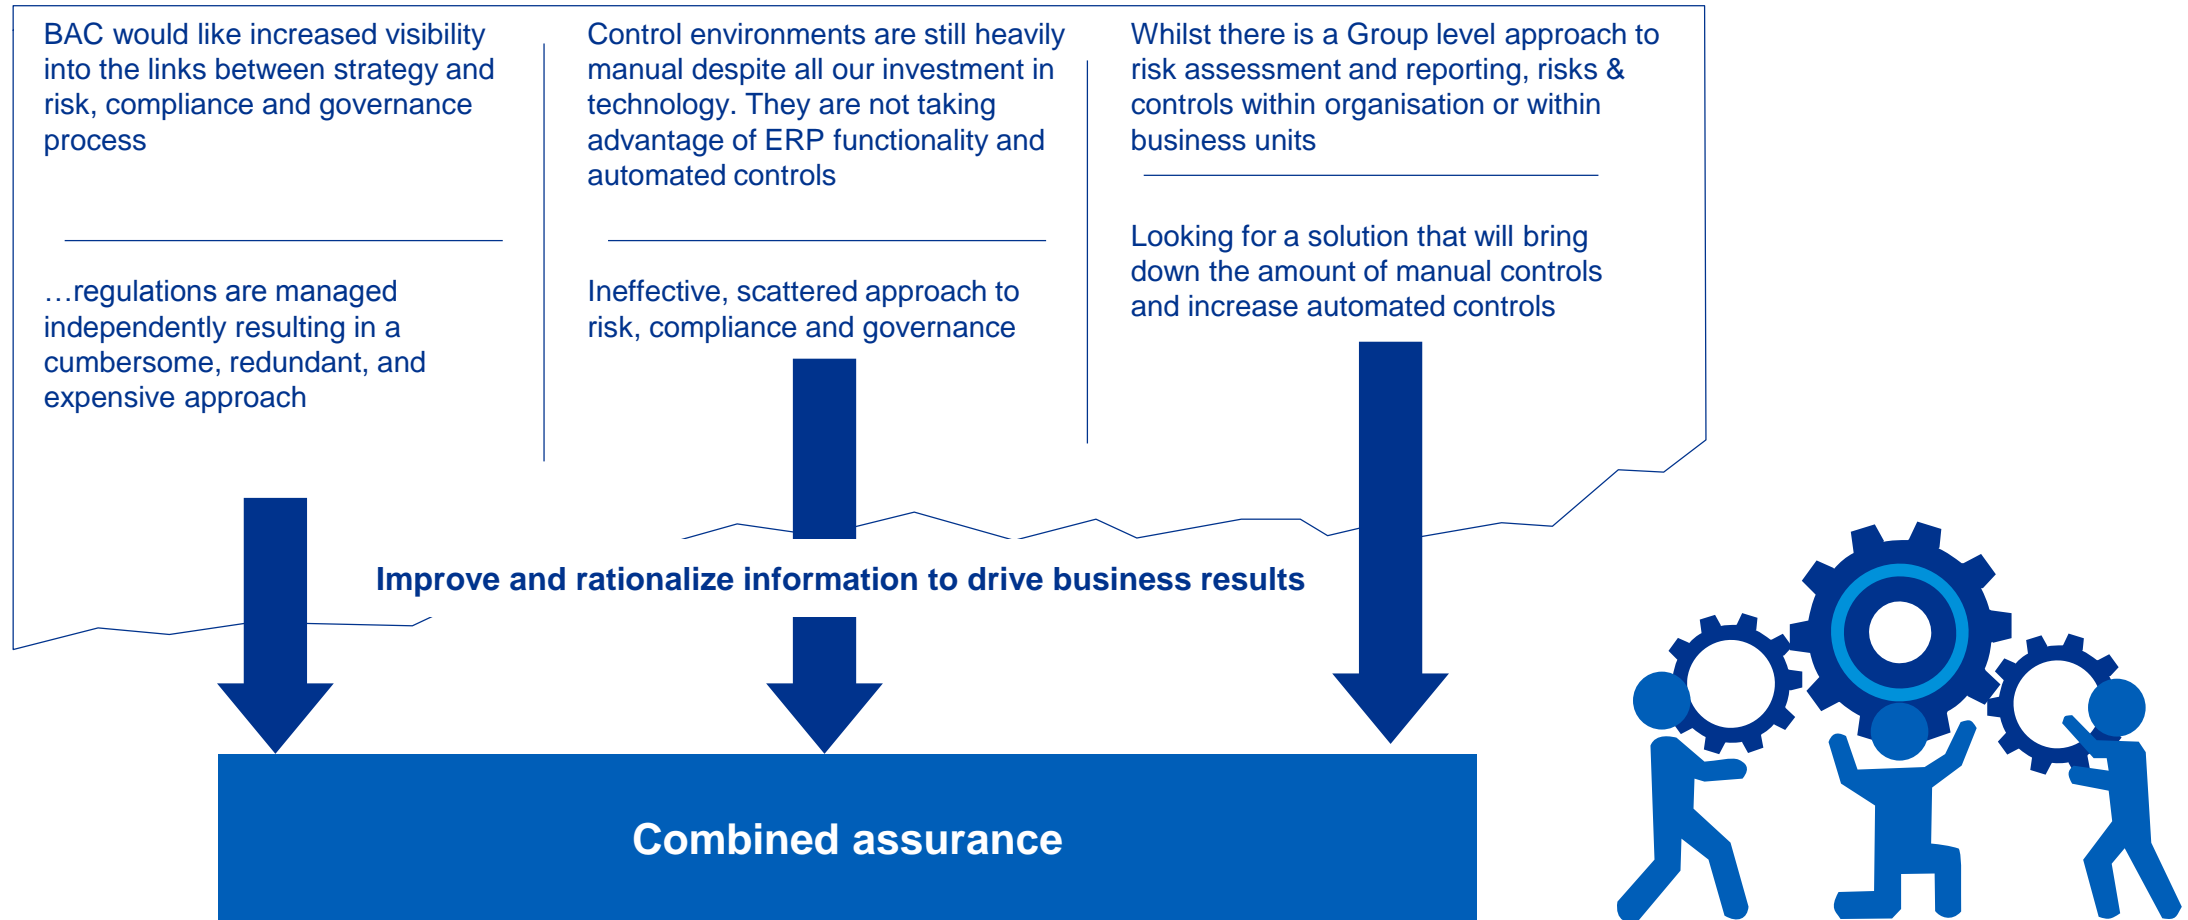 BAC would like increased visibility
into the links between strategy and
risk, compliance and governance
process
…regulations are managed
independently resulting in a
cumbersome, redundant, and
expensive approach
Control environments are still heavily
manual despite all our investment in
technology. They are not taking
advantage of ERP functionality and
automated controls
Ineffective, scattered approach to
risk, compliance and governance
Whilst there is a Group level approach to
risk assessment and reporting, risks &
controls within organisation or within
business units
Looking for a solution that will bring
down the amount of manual controls
and increase automated controls
Improve and rationalize information to drive business results
Combined assurance